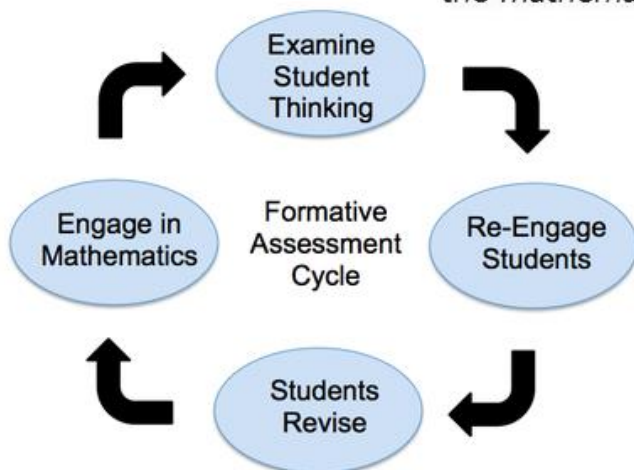 Examine
Student
Thinking
Engage in
Mathematics
Formative
Assessment
Cycle
Re-Engage
Students
Students
Revise